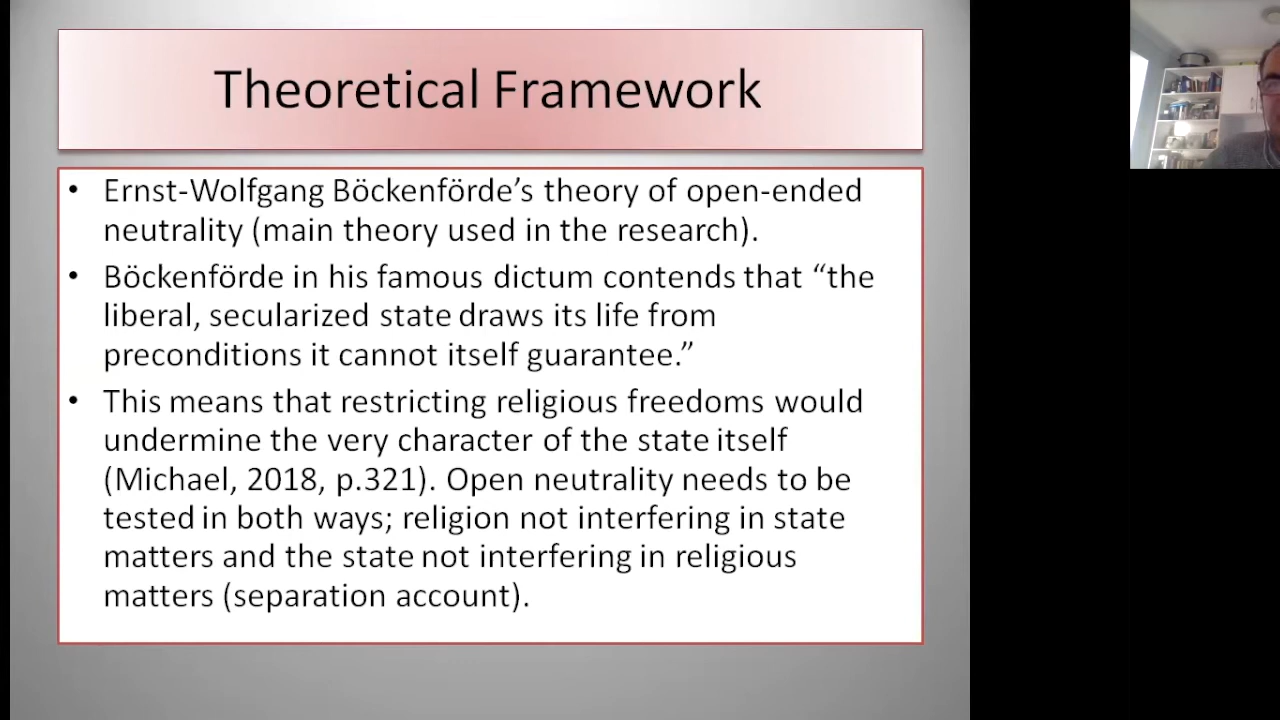 Theoretical Framework
• Ernst-Wolfgang Böckenförde’s theory of open-ended
neutrality (main theory used in the research).
• Böckenförde in his famous dictum contends that “the
liberal, secularized state draws its life from
preconditions it cannot itself guarantee.”
• This means that restricting religious freedoms would
undermine the very character of the state itself
(Michael, 2018, p.321). Open neutrality needs to be
tested in both ways; religion not interfering in state
matters and the state not interfering in religious
matters (separation account).